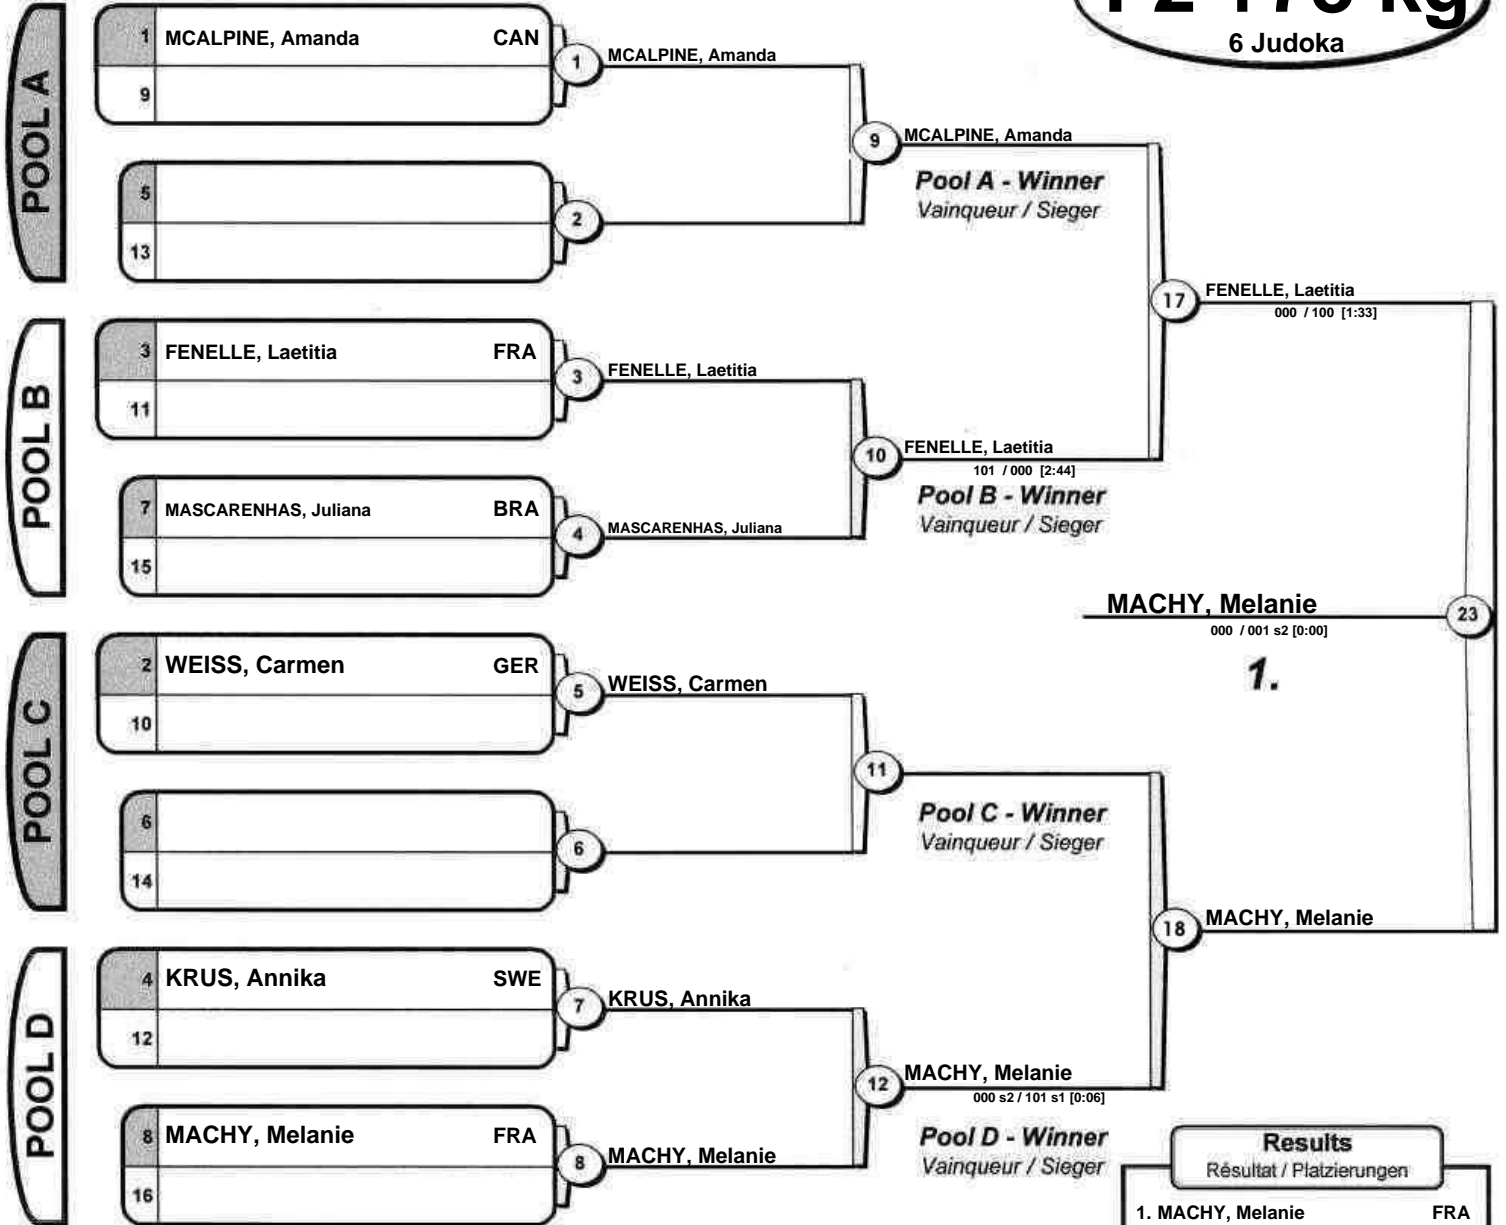 6 Judoka
POOL A
1 MCALPINE, Amanda CAN
9
1 MCALPINE, Amanda
5
13
2
9 MCALPINE, Amanda
Pool A - Winner
Vainqueur / Sieger
POOL B
3 FENELLE, Laetitia FRA
11
3 FENELLE, Laetitia
7 MASCARENHAS, Juliana BRA
15
4 MASCARENHAS, Juliana
10 FENELLE, Laetitia
101 / 000 [2:44]
Pool B - Winner
Vainqueur / Sieger
17 FENELLE, Laetitia
000 / 100 [1:33]
MACHY, Melanie 23
000 / 001 s2 [0:00]
1.
POOL C
2 WEISS, Carmen GER
10
5 WEISS, Carmen
6
14
6
11
Pool C - Winner
Vainqueur / Sieger
18 MACHY, Melanie
POOL D
4 KRUS, Annika SWE
12
7 KRUS, Annika
8 MACHY, Melanie FRA
16
8 MACHY, Melanie
12 MACHY, Melanie
000 s2 / 101 s1 [0:06]
Pool D - Winner
Vainqueur / Sieger
Results
Résultat / Platzierungen
1. MACHY, Melanie FRA